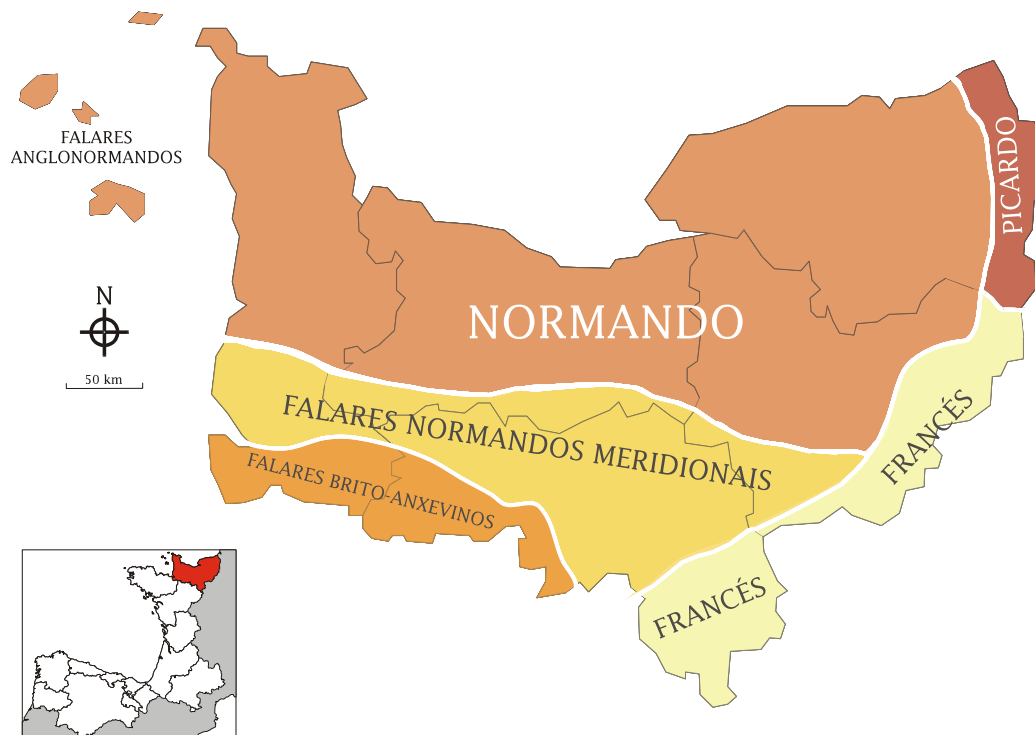 FALARES
ANGLONORMANDOS
PICARDO
N
50 km
NORMANDO
FALARES NORMANDOS MERIDIONAIS
FRANCÉS
FALARES BRITO-ANXEVINOS
FRANCÉS